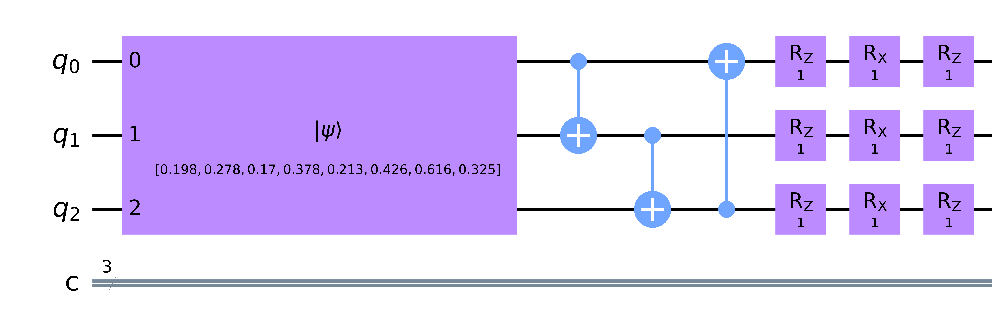 q0 0 RZ 1 RX 1 RZ 1
q1 1 |ψ⟩ RZ 1 RX 1 RZ 1
[0.198, 0.278, 0.17, 0.378, 0.213, 0.426, 0.616, 0.325]
q2 2 RZ 1 RX 1 RZ 1
3
c